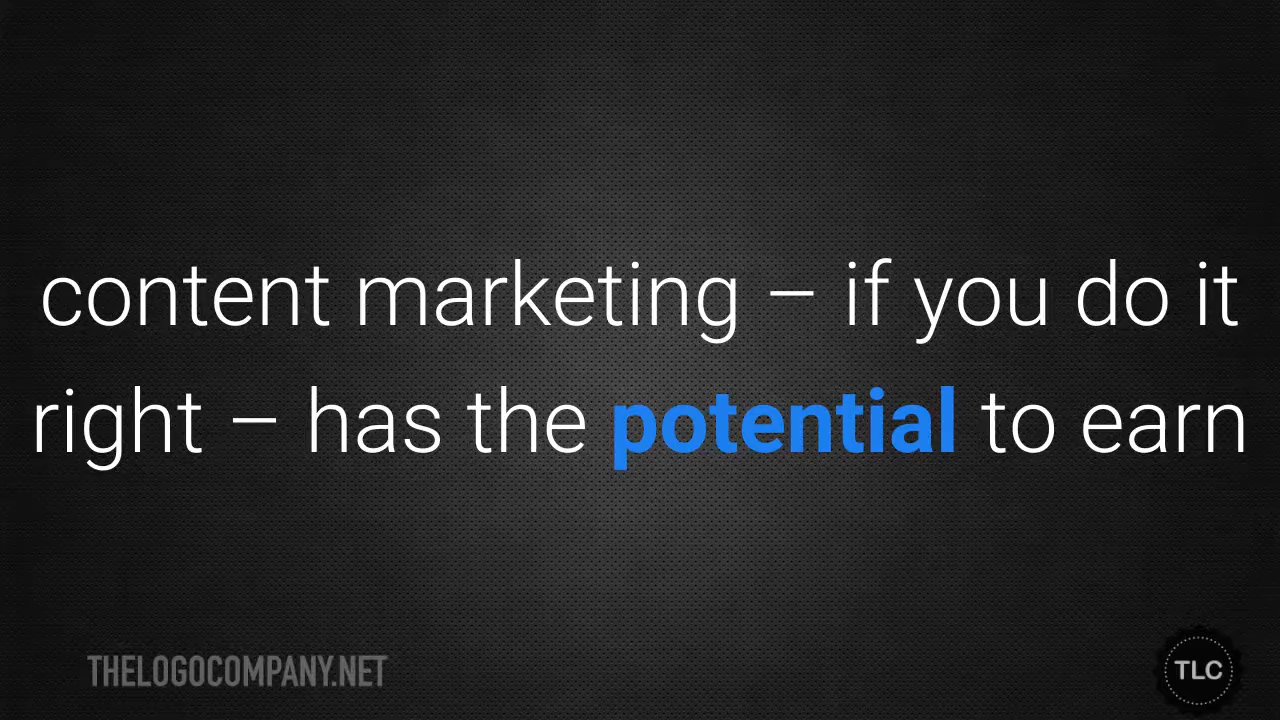 content marketing – if you do it
right – has the potential to earn
THELOGOCOMPANY.NET
TLC